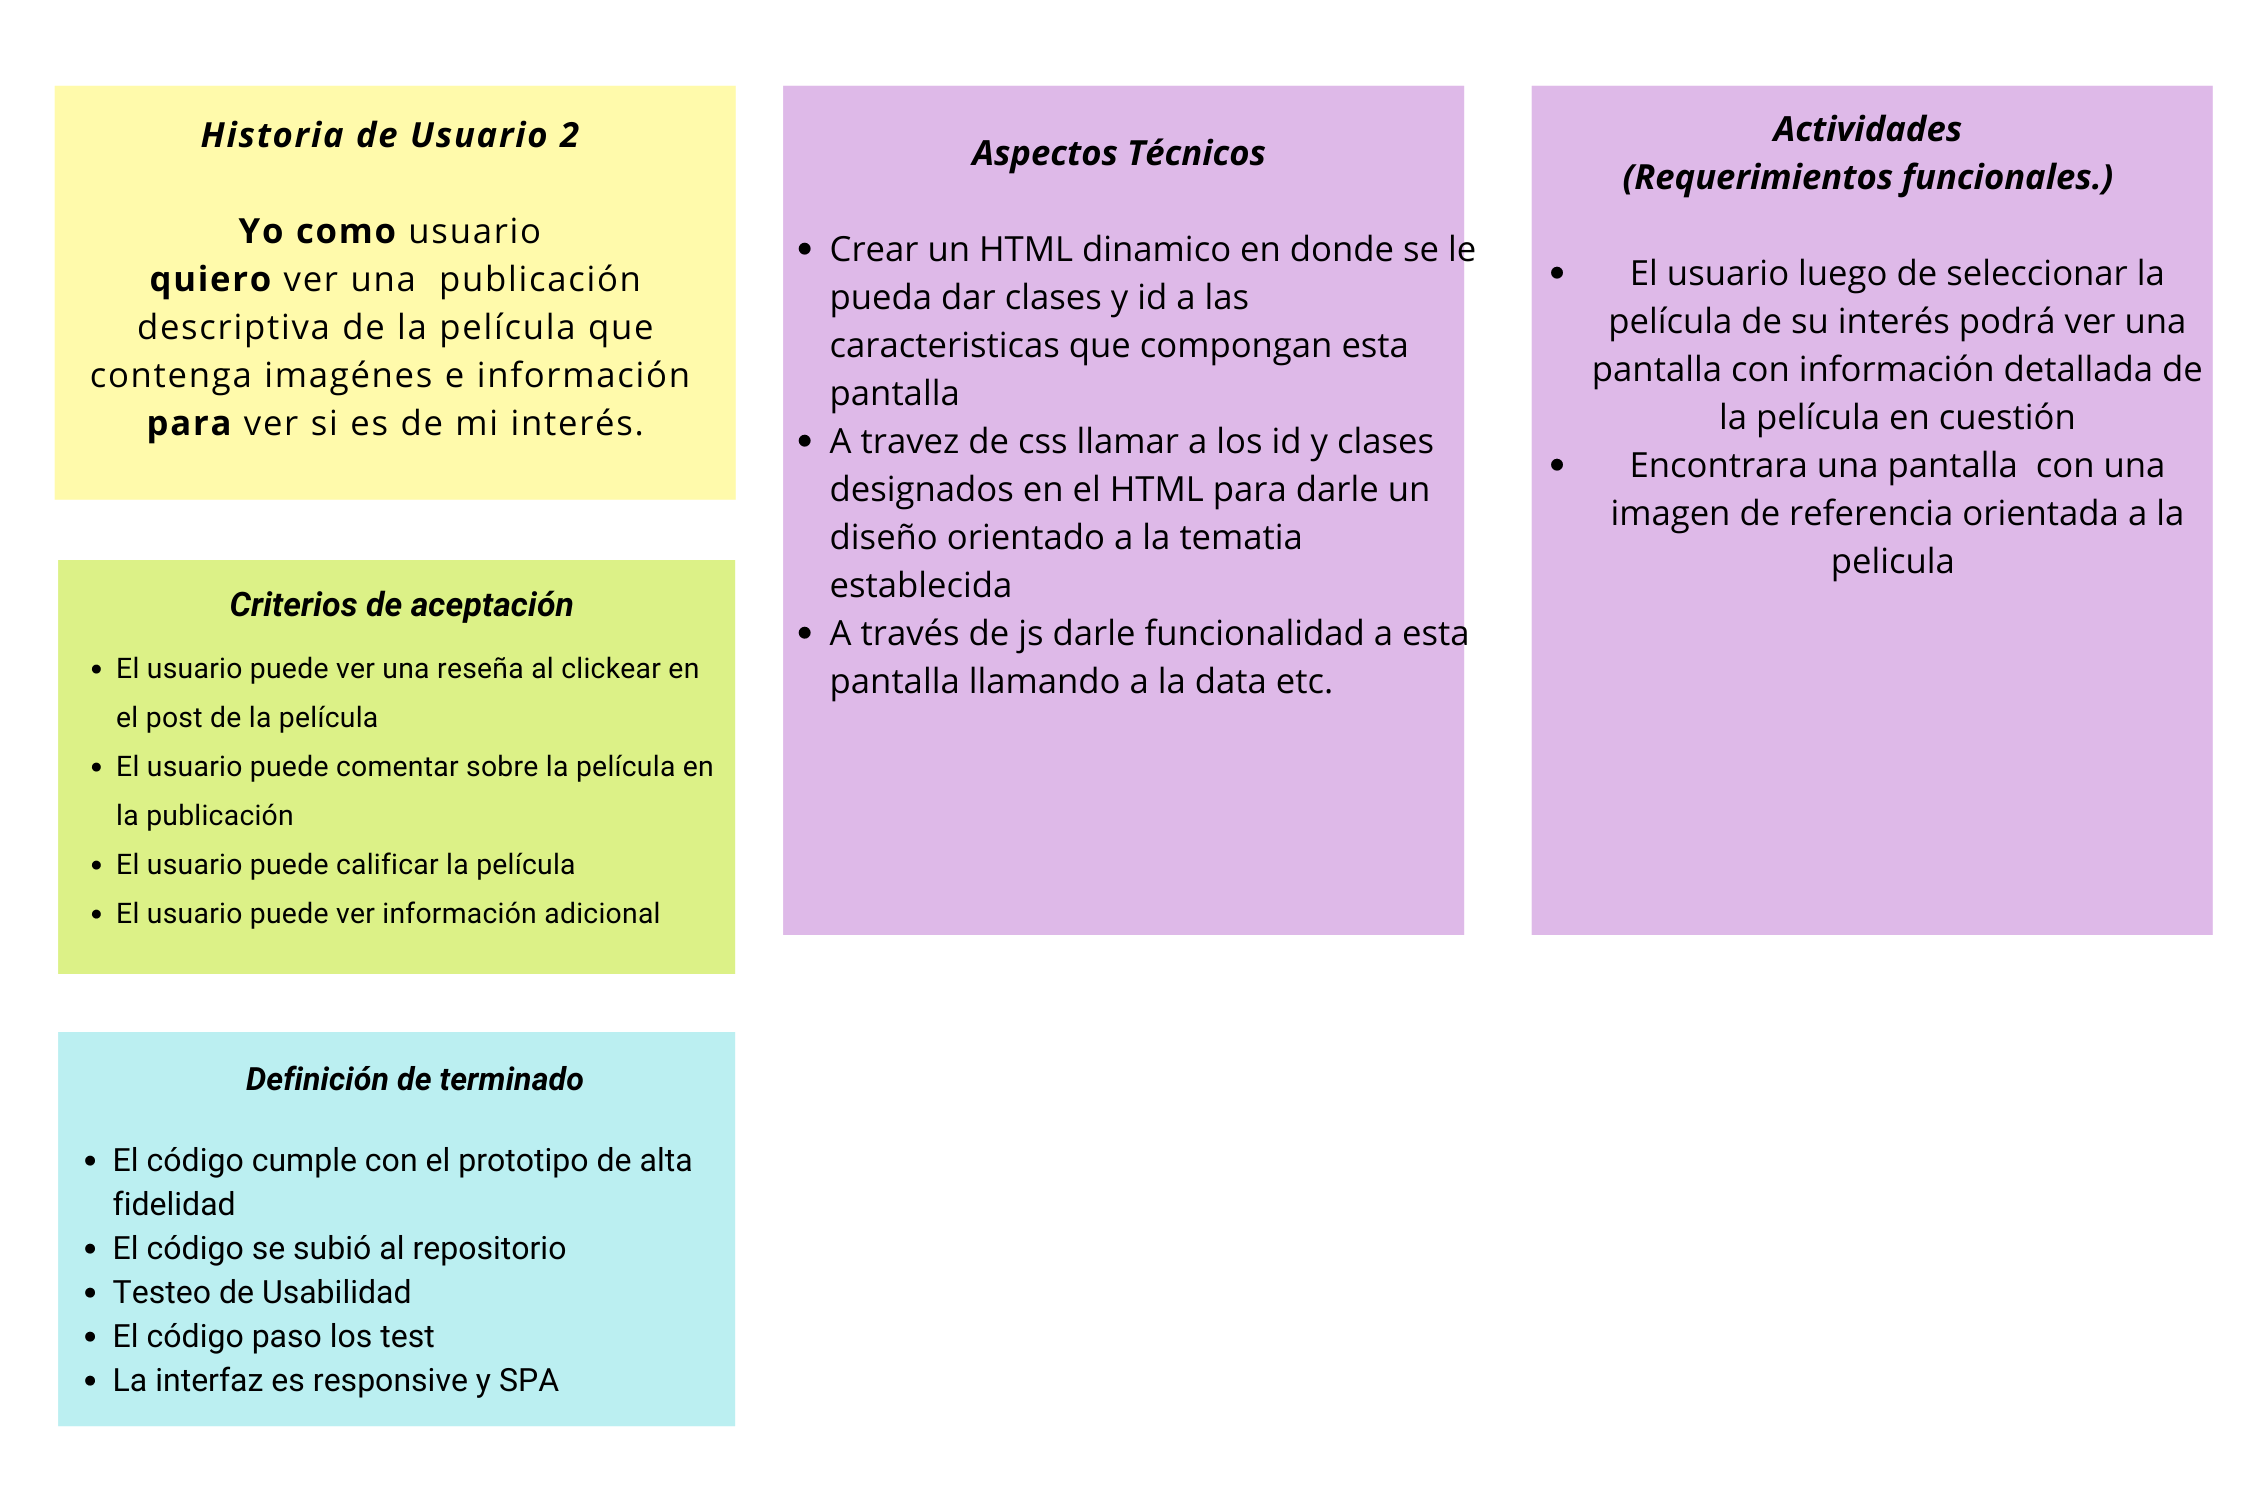 Historia de Usuario 2
Yo como usuario
quiero ver una  publicación
descriptiva de la película que
contenga imagénes e información
para ver si es de mi interés.
Criterios de aceptación
• El usuario puede ver una reseña al clickear en
el post de la película
• El usuario puede comentar sobre la película en
la publicación
• El usuario puede calificar la película
• El usuario puede ver información adicional
Definición de terminado
• El código cumple con el prototipo de alta
fidelidad
• El código se subió al repositorio
• Testeo de Usabilidad
• El código paso los test
• La interfaz es responsive y SPA
Aspectos Técnicos
• Crear un HTML dinamico en donde se le
pueda dar clases y id a las
caracteristicas que compongan esta
pantalla
• A travez de css llamar a los id y clases
designados en el HTML para darle un
diseño orientado a la tematia
establecida
• A través de js darle funcionalidad a esta
pantalla llamando a la data etc.
Actividades
(Requerimientos funcionales.)
• El usuario luego de seleccionar la
película de su interés podrá ver una
pantalla con información detallada de
la película en cuestión
• Encontrara una pantalla  con una
imagen de referencia orientada a la
pelicula